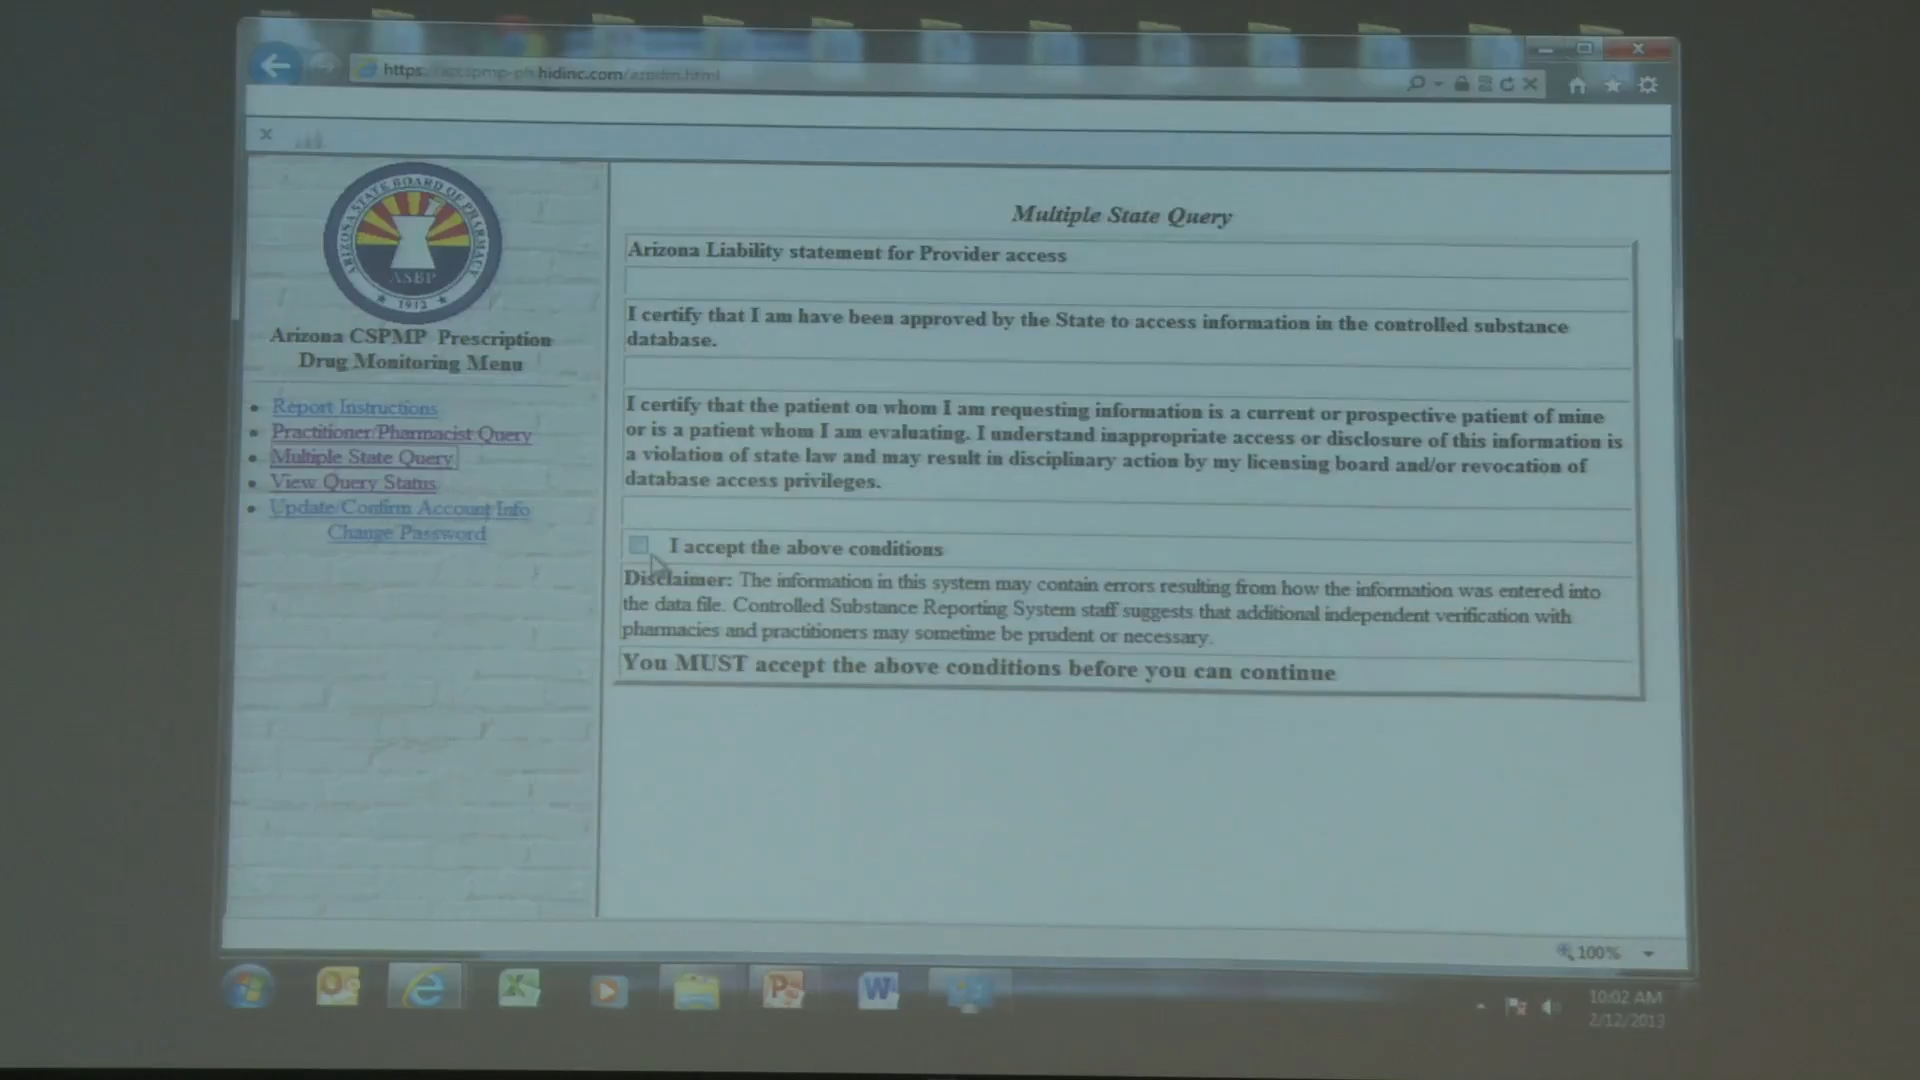 https: hidinc.com/azpdm.html
ARIZONA STATE BOARD OF PHARMACY
ASBP
1912
Arizona CSPMP Prescription
Drug Monitoring Menu
Report Instructions
Practitioner/Pharmacist Query
Multiple State Query
View Query Status
Update/Confirm Account Info
Change Password
Multiple State Query
Arizona Liability statement for Provider access
I certify that I am have been approved by the State to access information in the controlled substance
database.
I certify that the patient on whom I am requesting information is a current or prospective patient of mine
or is a patient whom I am evaluating. I understand inappropriate access or disclosure of this information is
a violation of state law and may result in disciplinary action by my licensing board and/or revocation of
database access privileges.
I accept the above conditions
Disclaimer: The information in this system may contain errors resulting from how the information was entered into
the data file. Controlled Substance Reporting System staff suggests that additional independent verification with
pharmacies and practitioners may sometime be prudent or necessary.
You MUST accept the above conditions before you can continue
100%
10:02 AM
2/12/2013